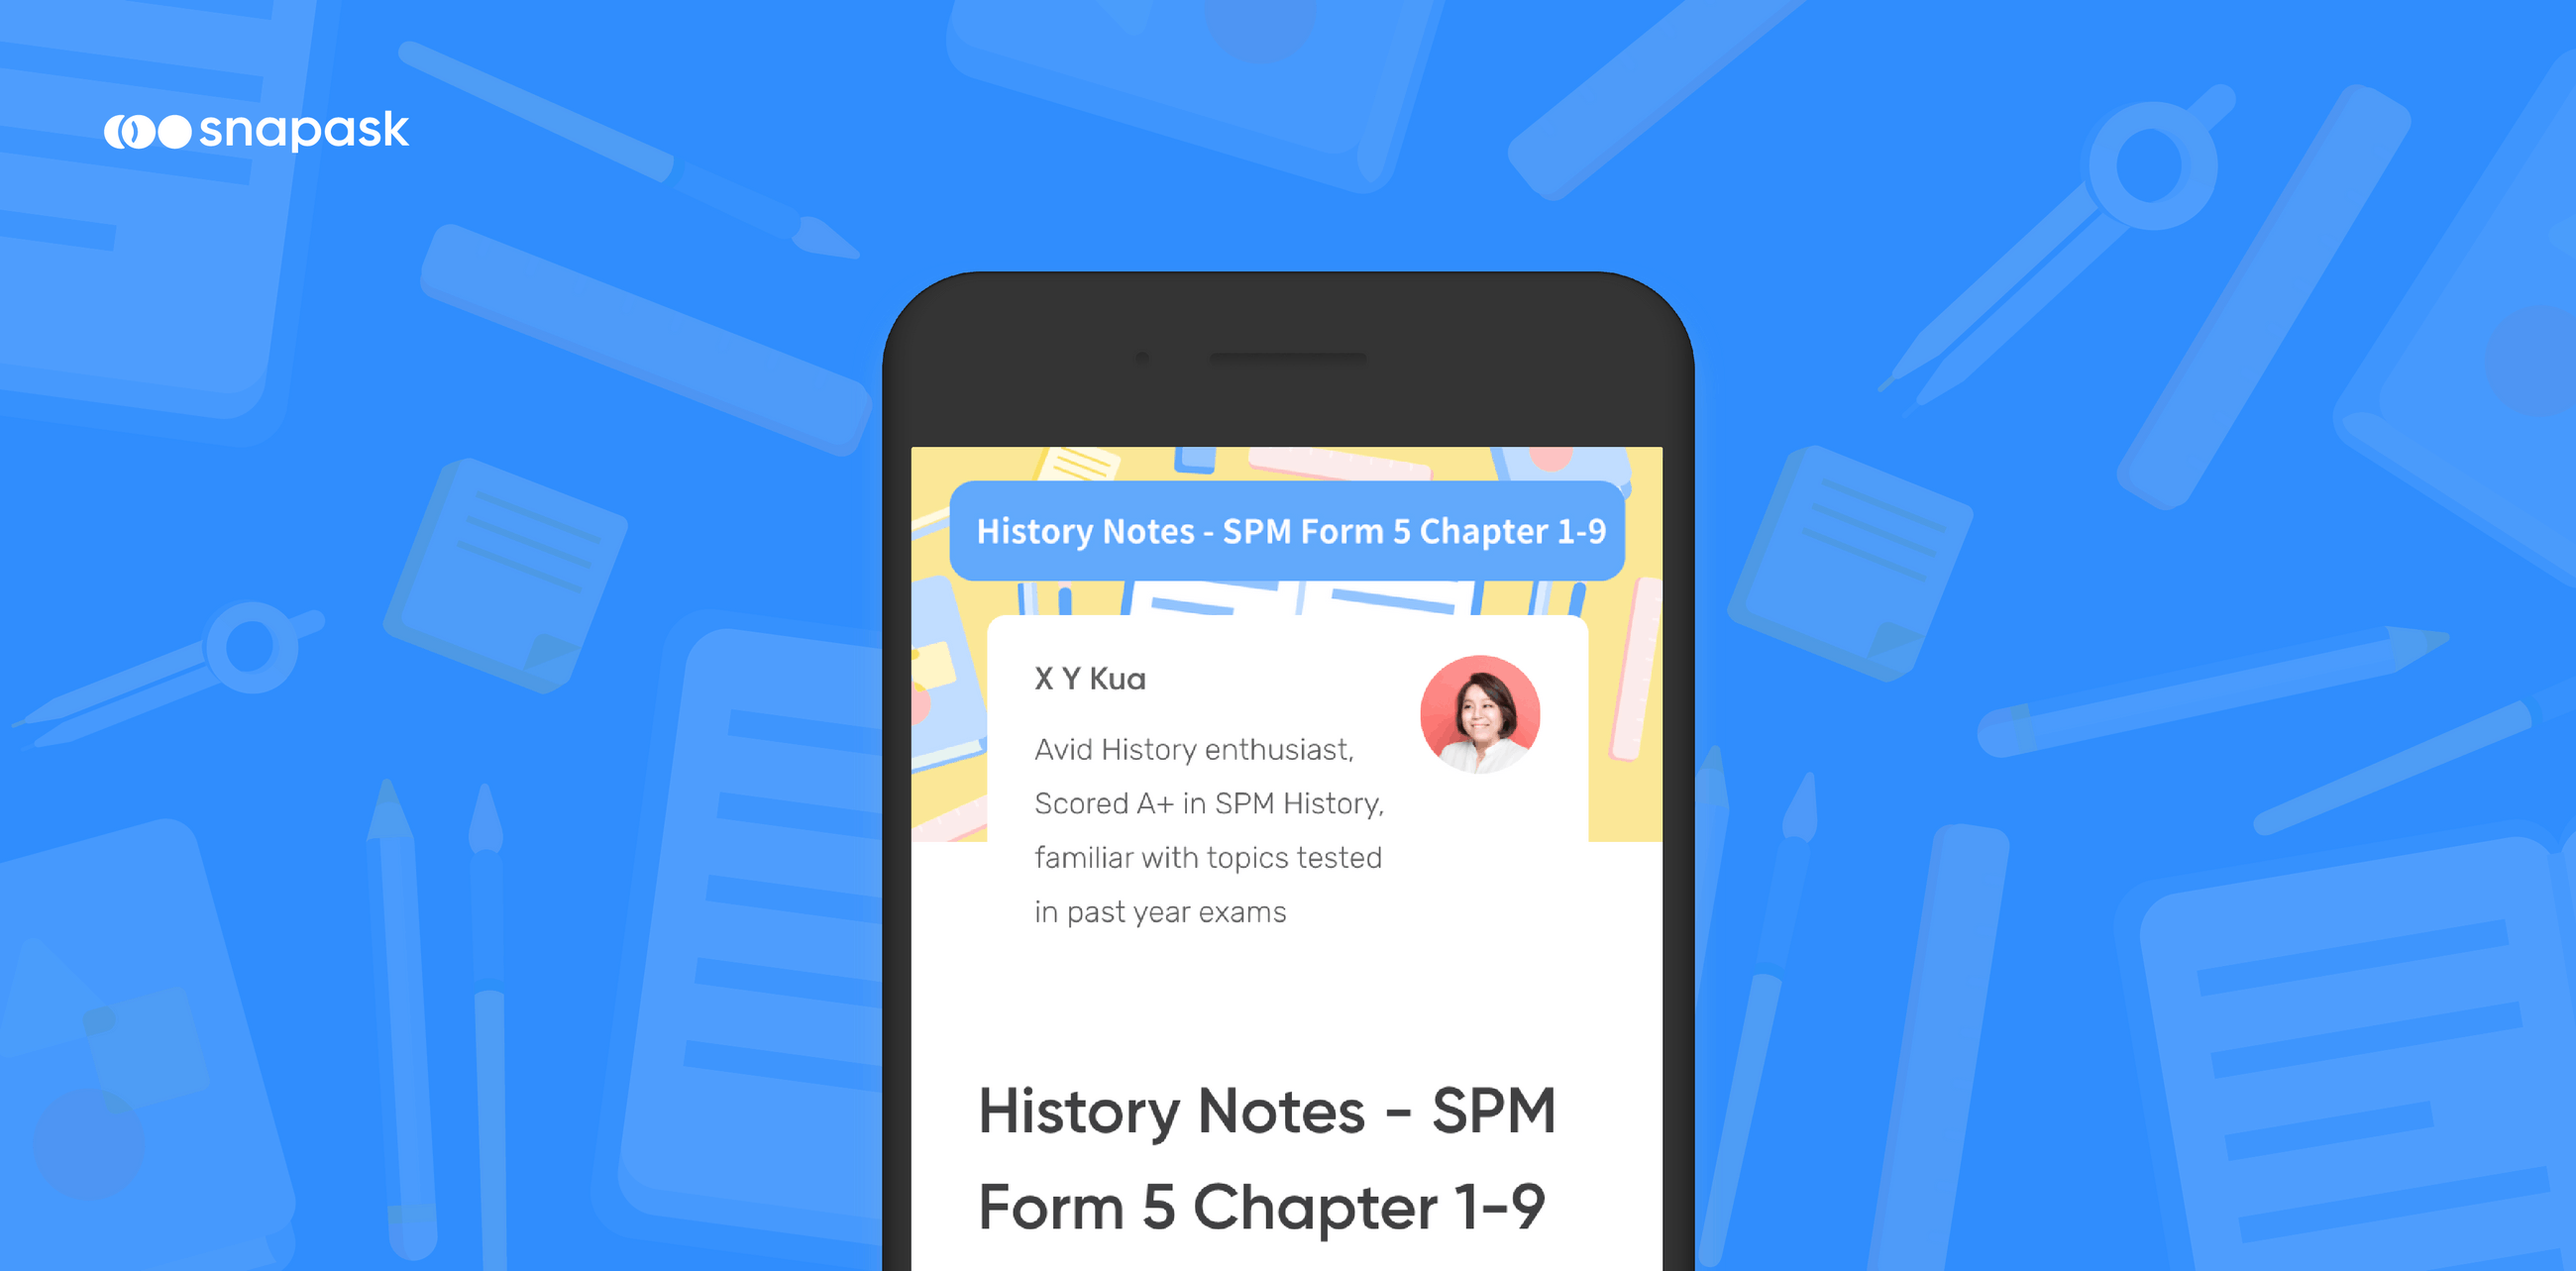 snapask
History Notes - SPM Form 5 Chapter 1-9
X Y Kua
Avid History enthusiast,
Scored A+ in SPM History,
familiar with topics tested
in past year exams
History Notes - SPM
Form 5 Chapter 1-9